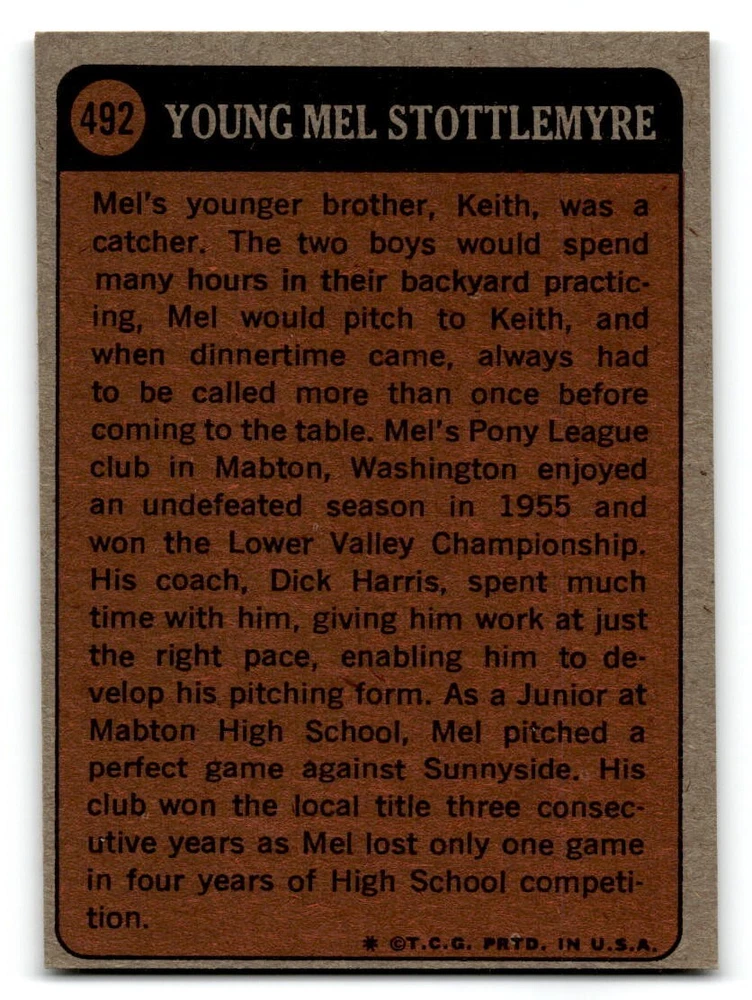 492 YOUNG MEL STOTTLEMYRE
Mel's younger brother, Keith, was a
catcher. The two boys would spend
many hours in their backyard practic-
ing, Mel would pitch to Keith, and
when dinnertime came, always had
to be called more than once before
coming to the table. Mel's Pony League
club in Mabton, Washington enjoyed
an undefeated season in 1955 and
won the Lower Valley Championship.
His coach, Dick Harris, spent much
time with him, giving him work at just
the right pace, enabling him to de-
velop his pitching form. As a Junior at
Mabton High School, Mel pitched a
perfect game against Sunnyside. His
club won the local title three consec-
utive years as Mel lost only one game
in four years of High School competi-
tion.
* ©T.C.G. PRTD. IN U.S.A.